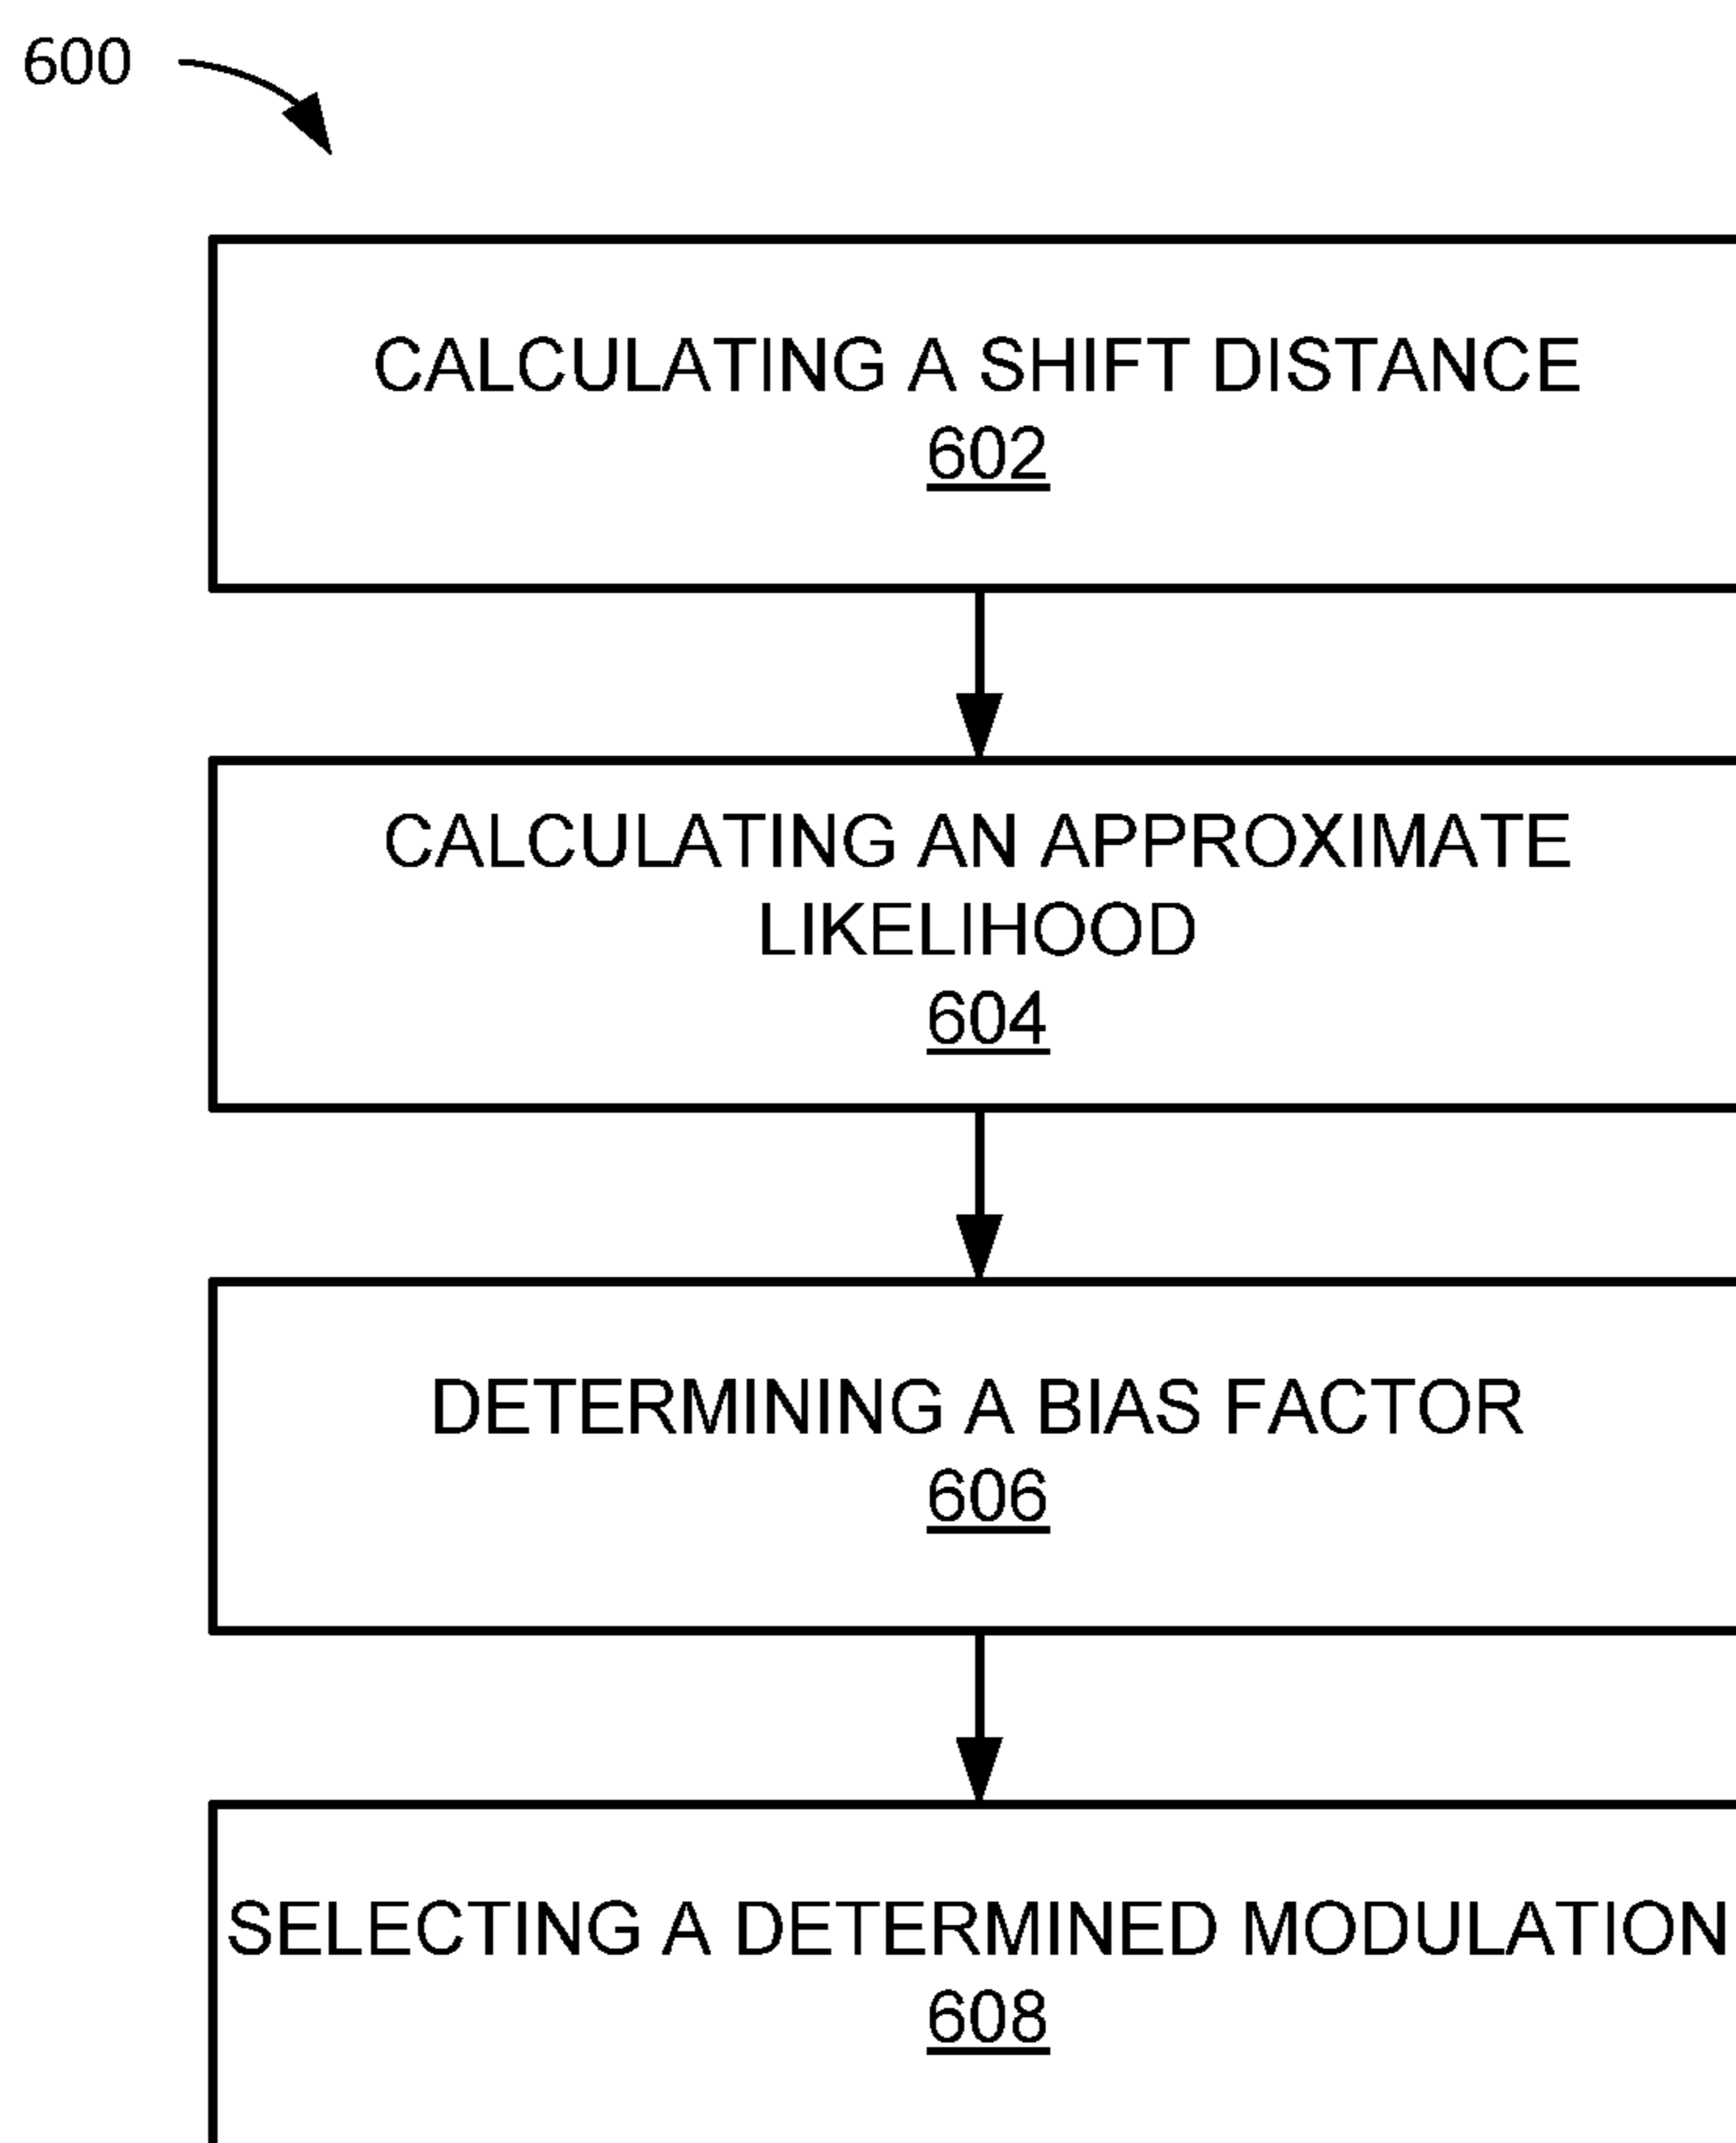 600
CALCULATING A SHIFT DISTANCE
602
CALCULATING AN APPROXIMATE
LIKELIHOOD
604
DETERMINING A BIAS FACTOR
606
SELECTING A DETERMINED MODULATION
608